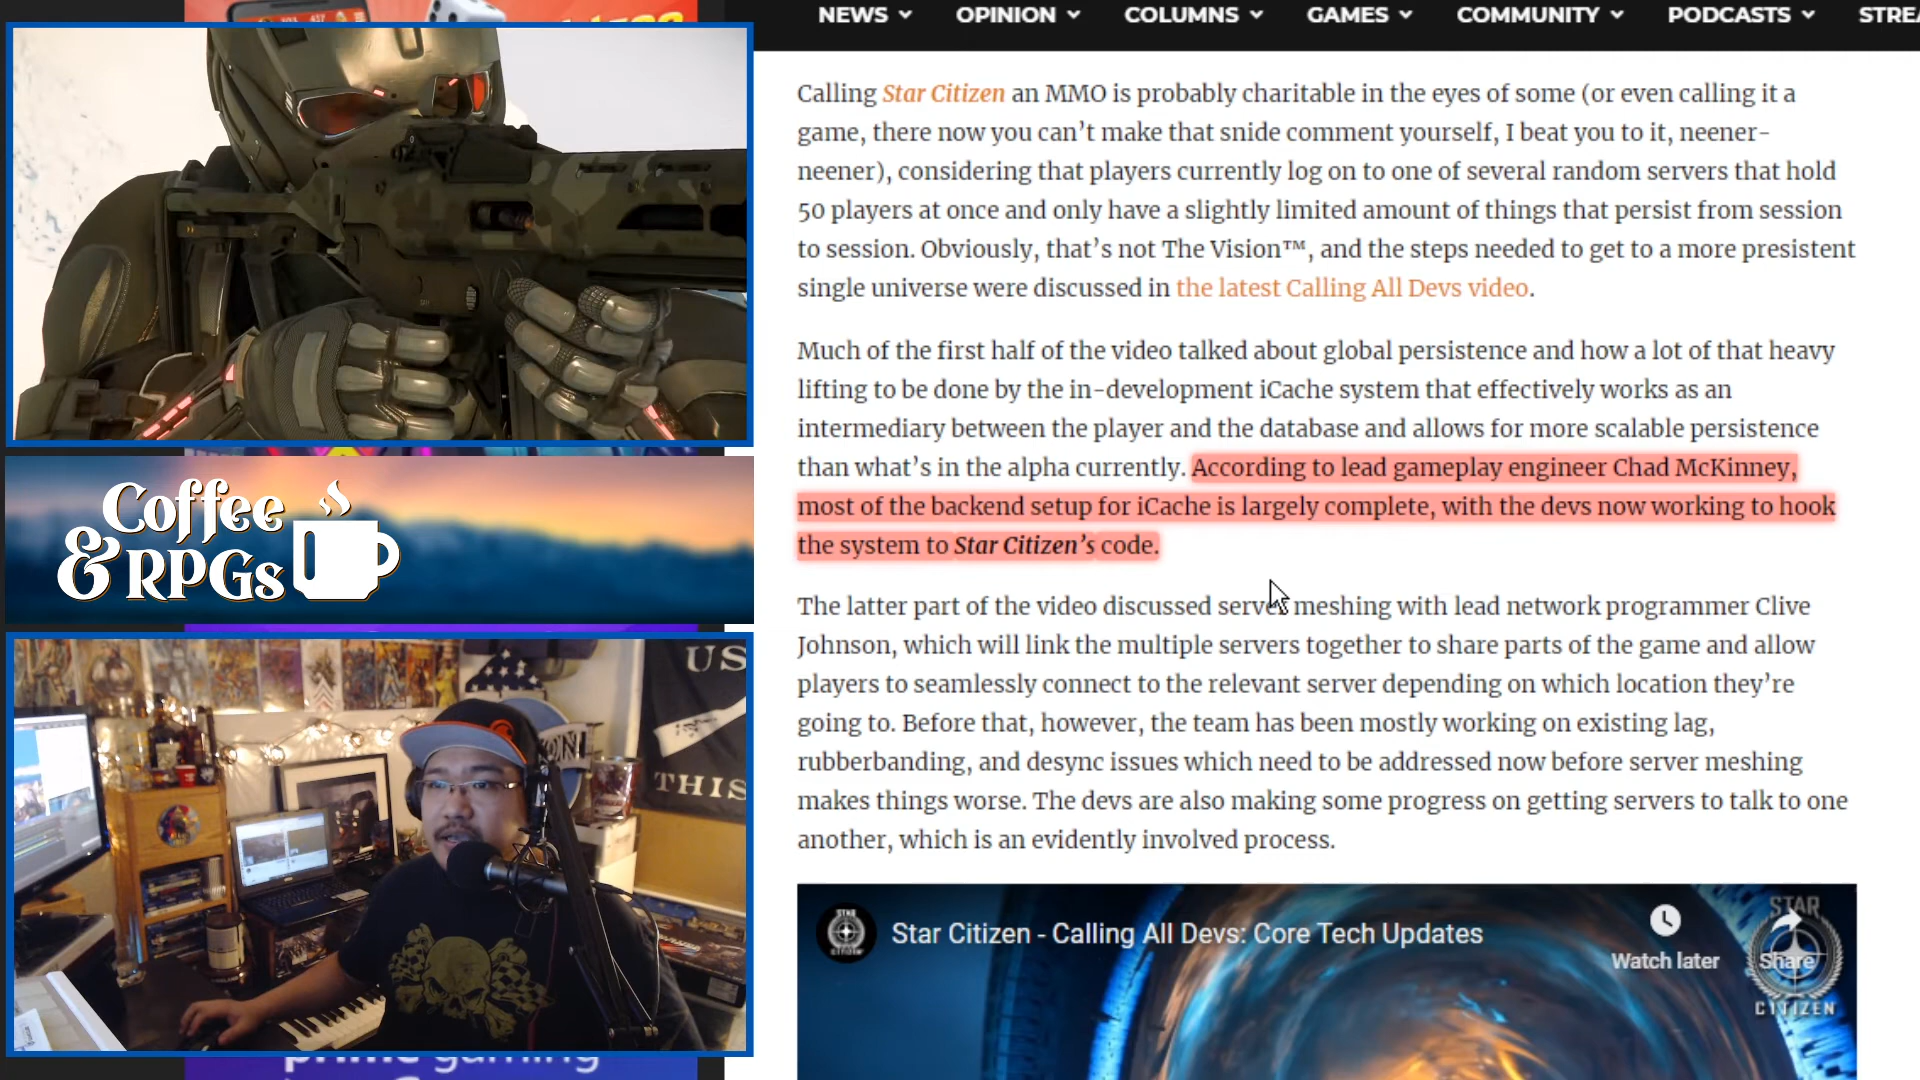 NEWS OPINION COLUMNS GAMES COMMUNITY PODCASTS
Calling Star Citizen an MMO is probably charitable in the eyes of some (or even calling it a
game, there now you can’t make that snide comment yourself, I beat you to it, neener-
neener), considering that players currently log on to one of several random servers that hold
50 players at once and only have a slightly limited amount of things that persist from session
to session. Obviously, that’s not The Vision™, and the steps needed to get to a more presistent
single universe were discussed in the latest Calling All Devs video.
Much of the first half of the video talked about global persistence and how a lot of that heavy
lifting to be done by the in-development iCache system that effectively works as an
intermediary between the player and the database and allows for more scalable persistence
than what’s in the alpha currently. According to lead gameplay engineer Chad McKinney,
most of the backend setup for iCache is largely complete, with the devs now working to hook
the system to Star Citizen’s code.
The latter part of the video discussed server meshing with lead network programmer Clive
Johnson, which will link the multiple servers together to share parts of the game and allow
players to seamlessly connect to the relevant server depending on which location they’re
going to. Before that, however, the team has been mostly working on existing lag,
rubberbanding, and desync issues which need to be addressed now before server meshing
makes things worse. The devs are also making some progress on getting servers to talk to one
another, which is an evidently involved process.
Star Citizen - Calling All Devs: Core Tech Updates
Watch later
Share
STAR
CITIZEN
Coffee
& RPGs
US
THIS
prime gaming